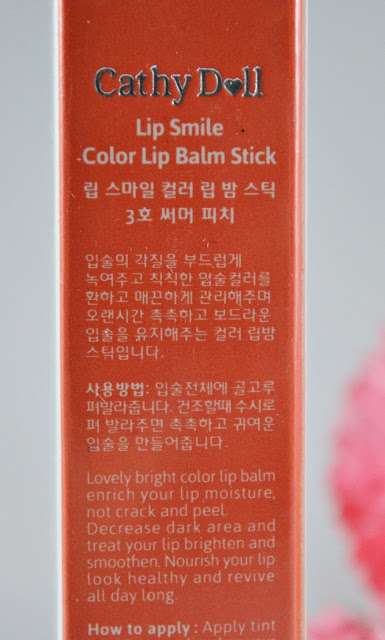 Cathy Doll
Lip Smile
Color Lip Balm Stick
립 스마일 컬러 립 밤 스틱
3호 써머 피치
입술의 각질을 부드럽게
녹여주고 칙칙한 입술컬러를
환하고 매끈하게 관리해주며
오랜시간 촉촉하고 보드라운
입술을 유지해주는 컬러 립밤
스틱입니다.
사용방법: 입술전체에 골고루
펴발라줍니다. 건조할때 수시로
펴 발라주면 촉촉하고 귀여운
입술을 만들어줍니다.
Lovely bright color lip balm
enrich your lip moisture,
not crack and peel.
Decrease dark area and
treat your lip brighten and
smoothen. Nourish your lip
look healthy and revive
all day long.
How to apply : Apply tint